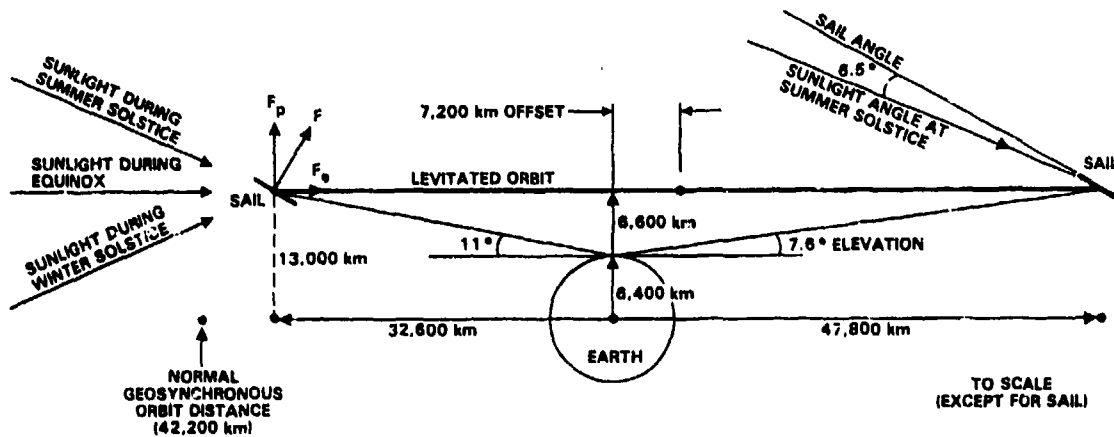 SUNLIGHT DURING
SUMMER SOLSTICE
SUNLIGHT DURING
EQUINOX
SUNLIGHT DURING
WINTER SOLSTICE
Fp
F
Fe
SAIL
7,200 km OFFSET
LEVITATED ORBIT
SAIL ANGLE
6.5°
SUNLIGHT ANGLE AT
SUMMER SOLSTICE
SAIL
11°
6,600 km
7.6° ELEVATION
13,000 km
6,400 km
32,600 km
47,800 km
EARTH
NORMAL
GEOSYNCHRONOUS
ORBIT DISTANCE
(42,200 km)
TO SCALE
(EXCEPT FOR SAIL)